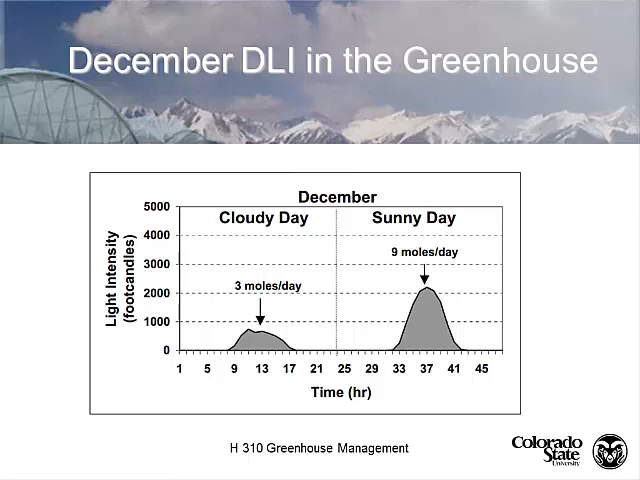 December DLI in the Greenhouse
December
Cloudy Day
Sunny Day
5000
4000
3000
2000
1000
0
Light Intensity
(footcandles)
3 moles/day
9 moles/day
1 5 9 13 17 21 25 29 33 37 41 45
Time (hr)
H 310 Greenhouse Management
Colorado
State
University